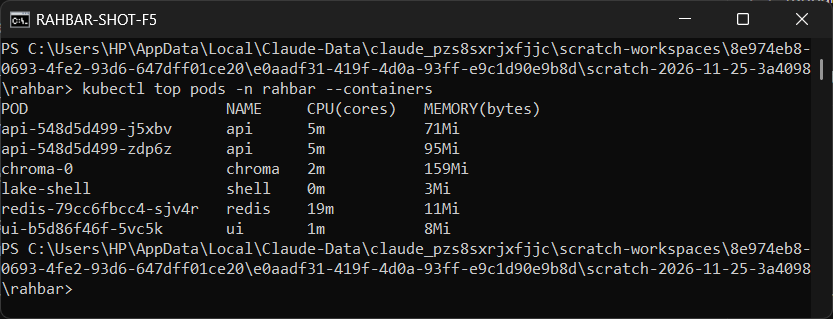 RAHBAR-SHOT-F5
PS C:\Users\HP\AppData\Local\Claude-Data\claude_pzs8sxrjxfjjc\scratch-workspaces\8e974eb8-
0693-4fe2-93d6-647dff01ce20\e0aadf31-419f-4d0a-93ff-e9c1d90e9b8d\scratch-2026-11-25-3a4098
\rahbar> kubectl top pods -n rahbar --containers
POD                    NAME     CPU(cores)   MEMORY(bytes)
api-548d5d499-j5xbv    api      5m           71Mi
api-548d5d499-zdp6z    api      5m           95Mi
chroma-0               chroma   2m           159Mi
lake-shell             shell    0m           3Mi
redis-79cc6fbcc4-sjv4r   redis    19m          11Mi
ui-b5d86f46f-5vc5k     ui       1m           8Mi
PS C:\Users\HP\AppData\Local\Claude-Data\claude_pzs8sxrjxfjjc\scratch-workspaces\8e974eb8-
0693-4fe2-93d6-647dff01ce20\e0aadf31-419f-4d0a-93ff-e9c1d90e9b8d\scratch-2026-11-25-3a4098
\rahbar>